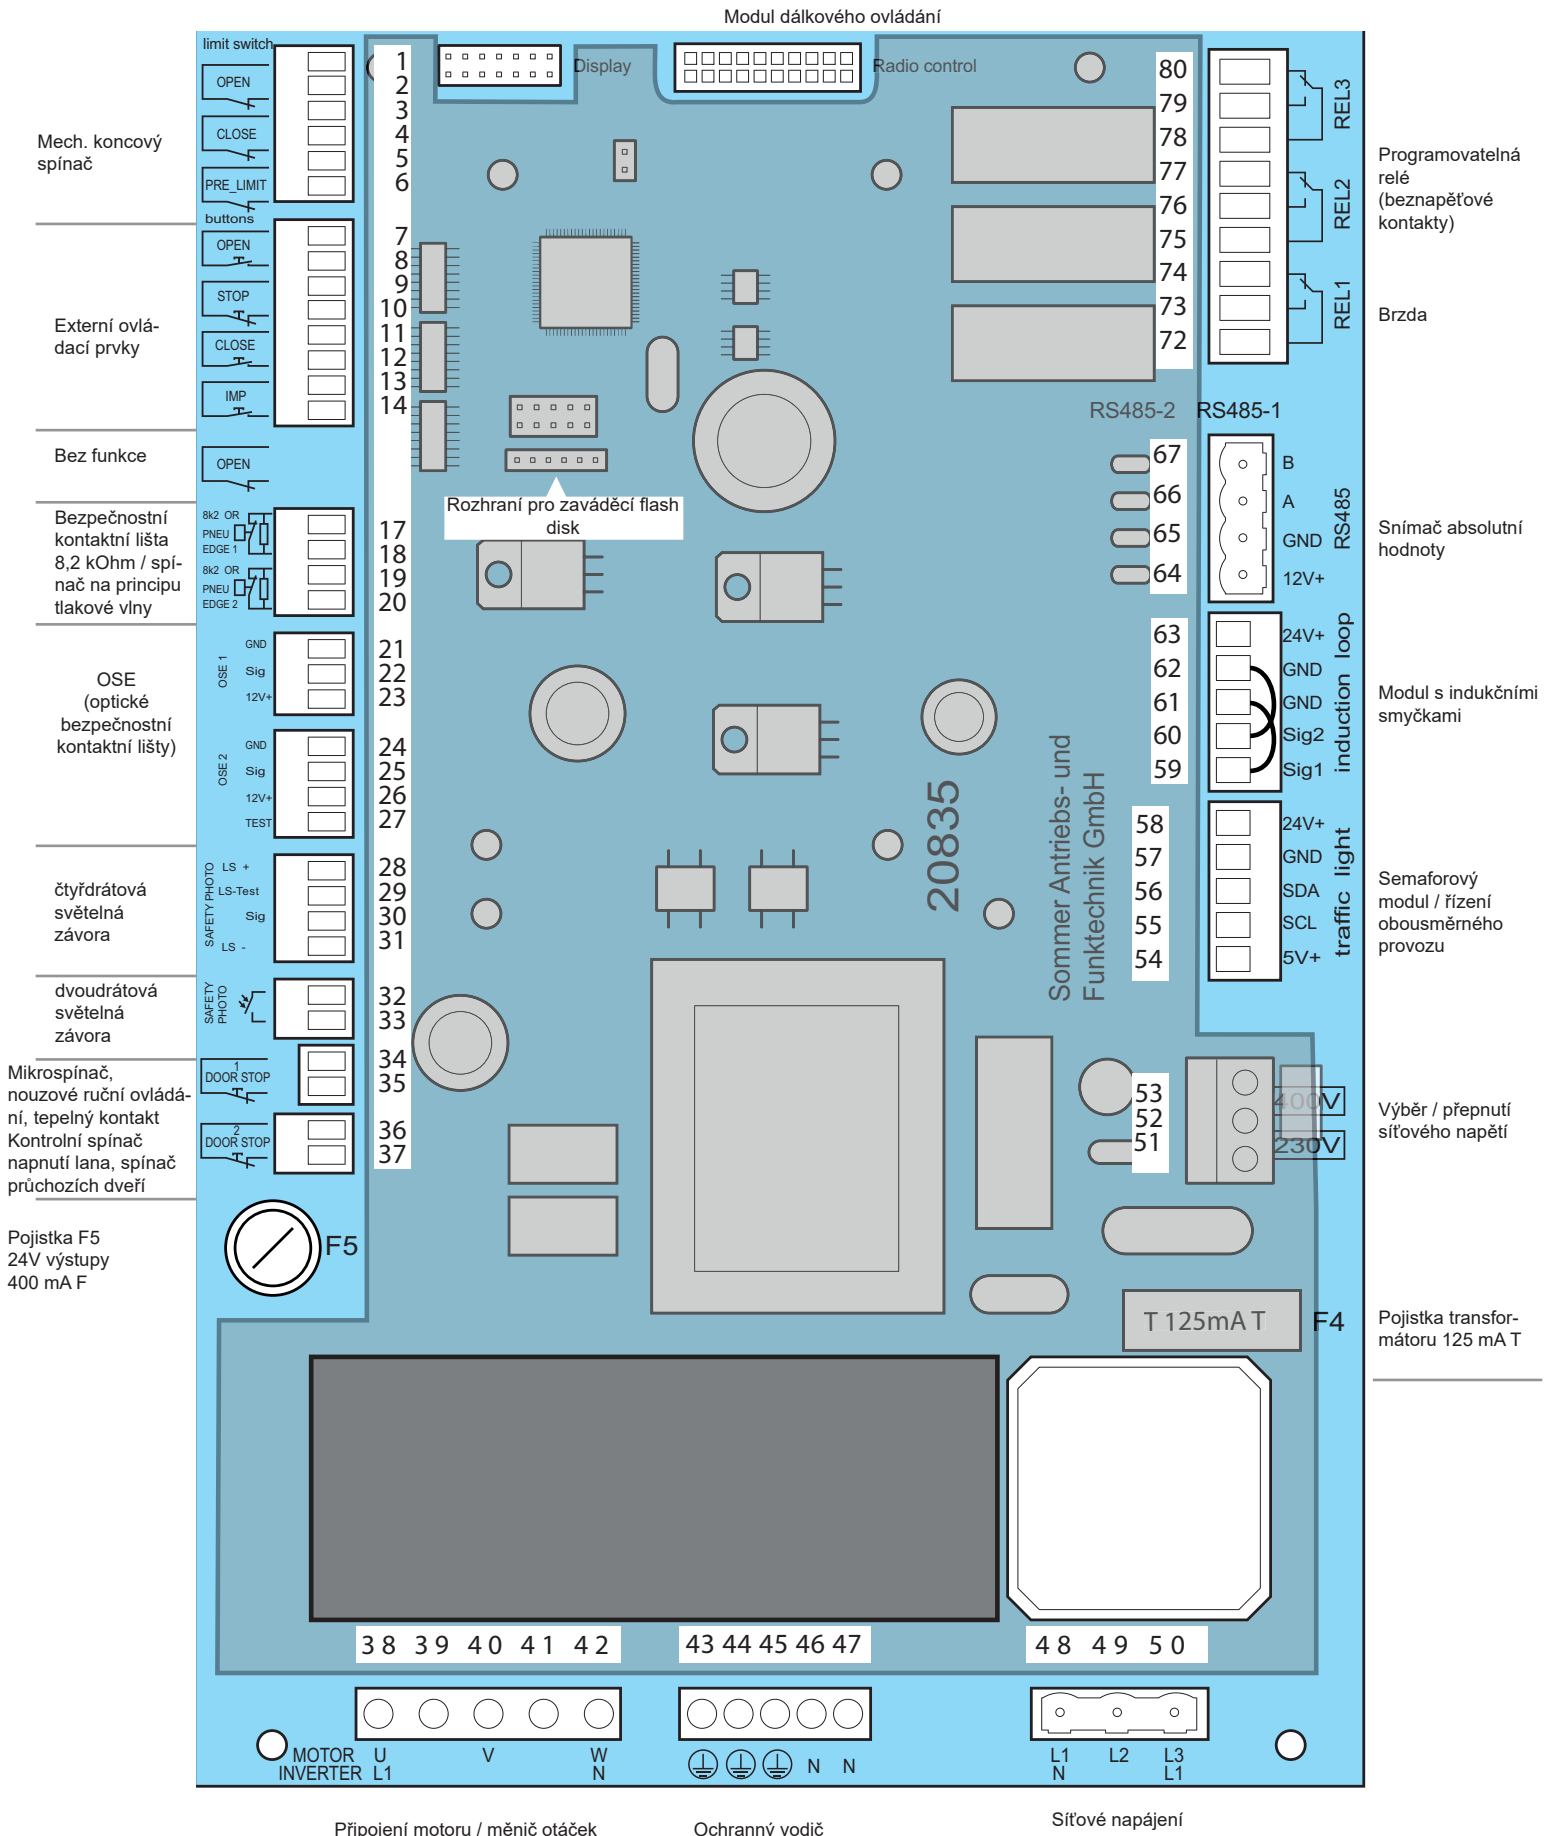 Modul dálkového ovládání
limit switch
OPEN
CLOSE
PRE_LIMIT
buttons
OPEN
STOP
CLOSE
IMP
OPEN
8k2 OR
PNEU
EDGE 1
8k2 OR
PNEU
EDGE 2
OSE 1
GND
Sig
12V+
OSE 2
GND
Sig
12V+
TEST
SAFETY PHOTO
LS +
LS-Test
Sig
LS -
SAFETY
PHOTO
1
DOOR STOP
2
DOOR STOP
F5
Mech. koncový
spínač
Externí ovlá-
dací prvky
Bez funkce
Bezpečnostní
kontaktní lišta
8,2 kOhm / spí-
nač na principu
tlakové vlny
OSE
(optické
bezpečnostní
kontaktní lišty)
čtyřdrátová
světelná
závora
dvoudrátová
světelná
závora
Mikrospínač,
nouzové ruční ovládá-
ní, tepelný kontakt
Kontrolní spínač
napnutí lana, spínač
průchozích dveří
Pojistka F5
24V výstupy
400 mA F
1
2
3
4
5
6
7
8
9
10
11
12
13
14
17
18
19
20
21
22
23
24
25
26
27
28
29
30
31
32
33
34
35
36
37
Display
Radio control
Rozhraní pro zaváděcí flash
disk
20835
Sommer Antriebs- und
Funktechnik GmbH
80
79
78
77
76
75
74
73
72
REL3
REL2
REL1
RS485-2 RS485-1
67
66
65
64
B
A
GND
12V+
RS485
63
62
61
60
59
24V+
GND
GND
Sig2
Sig1
induction loop
58
57
56
55
54
24V+
GND
SDA
SCL
5V+
traffic light
53
52
51
400V
230V
T 125mA T
F4
Programovatelná
relé
(beznapěťové
kontakty)
Brzda
Snímač absolutní
hodnoty
Modul s indukčními
smyčkami
Semaforový
modul / řízení
obousměrného
provozu
Výběr / přepnutí
síťového napětí
Pojistka transfor-
mátoru 125 mA T
38 39 40 41 42
43 44 45 46 47
48 49 50
MOTOR U V W
INVERTER L1 N
N N
L1 L2 L3
N L1
Připojení motoru / měnič otáček
Ochranný vodič
Síťové napájení